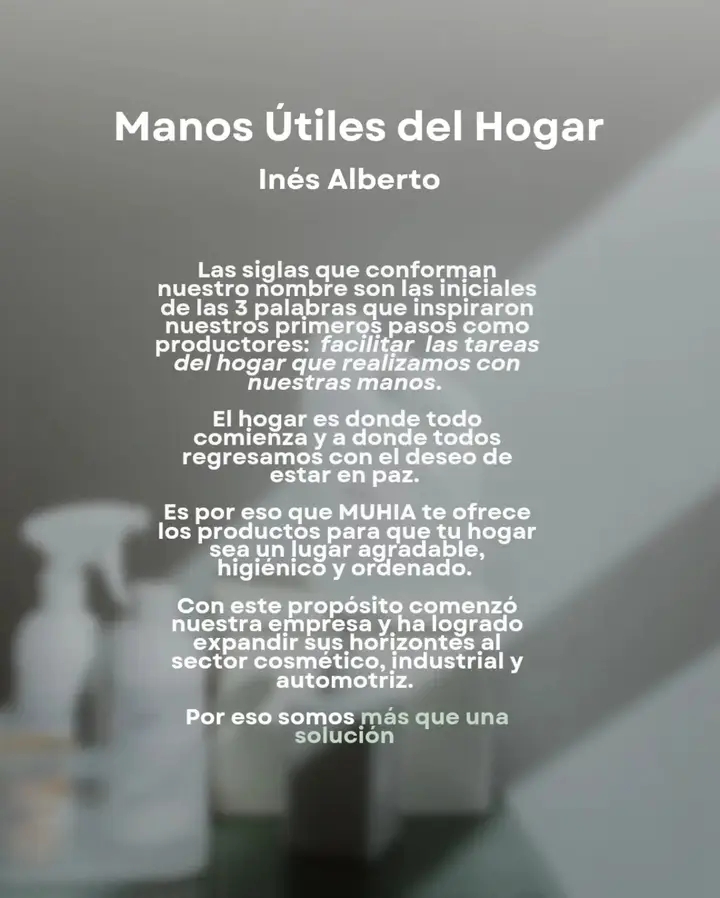 Manos Útiles del Hogar
Inés Alberto
Las siglas que conforman
nuestro nombre son las iniciales
de las 3 palabras que inspiraron
nuestros primeros pasos como
productores: facilitar las tareas
del hogar que realizamos con
nuestras manos.
El hogar es donde todo
comienza y a donde todos
regresamos con el deseo de
estar en paz.
Es por eso que MUHIA te ofrece
los productos para que tu hogar
sea un lugar agradable,
higiénico y ordenado.
Con este propósito comenzó
nuestra empresa y ha logrado
expandir sus horizontes al
sector cosmético, industrial y
automotriz.
Por eso somos más que una
solución